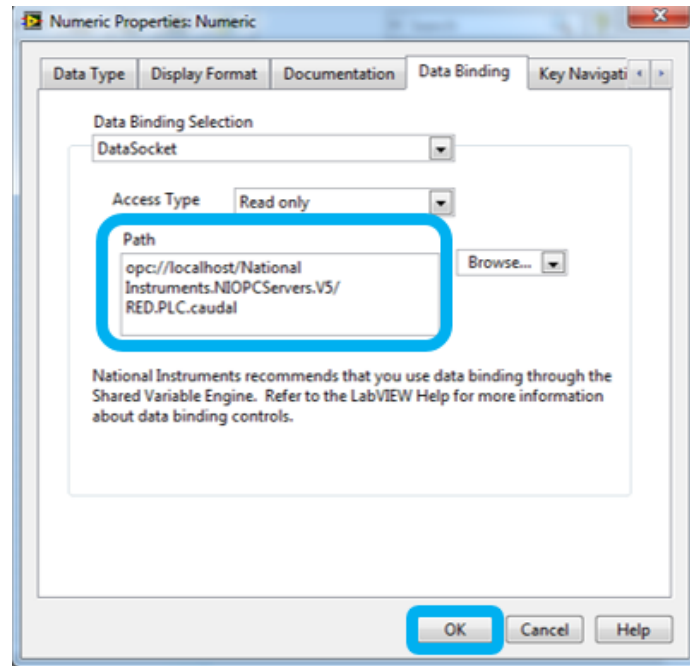 Numeric Properties: Numeric
Data Type Display Format Documentation Data Binding Key Navigati
Data Binding Selection
DataSocket
Access Type Read only
Path
opc://localhost/National
Instruments.NIOPCServers.V5/
RED.PLC.caudal
Browse...
National Instruments recommends that you use data binding through the
Shared Variable Engine. Refer to the LabVIEW Help for more information
about data binding controls.
OK Cancel Help